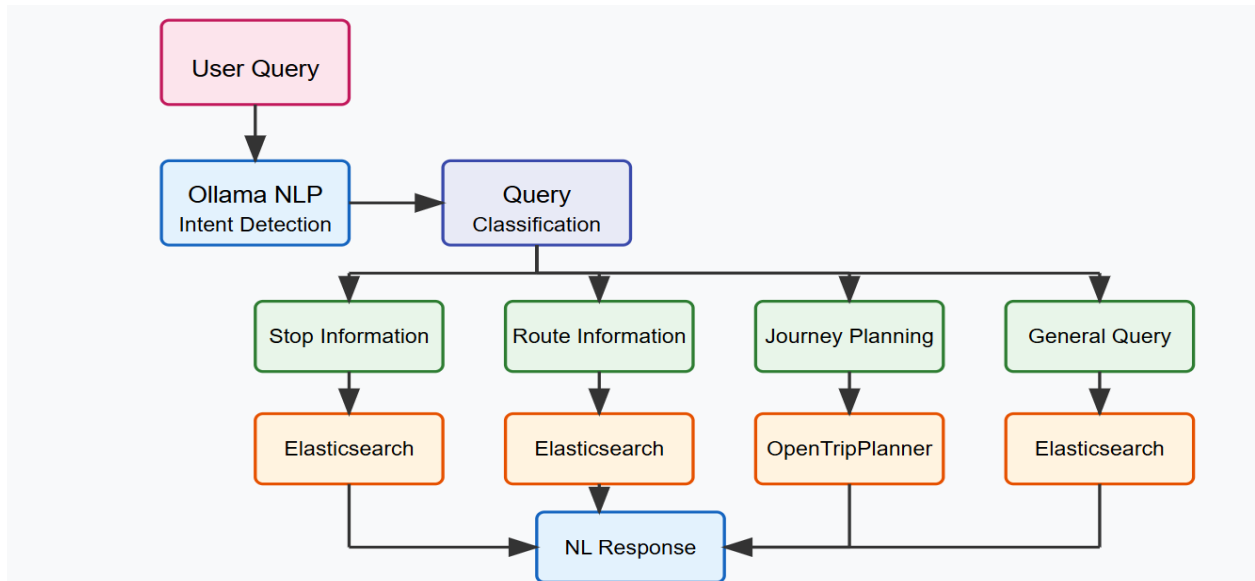 User Query
Ollama NLP
Intent Detection
Query
Classification
Stop Information
Route Information
Journey Planning
General Query
Elasticsearch
Elasticsearch
OpenTripPlanner
Elasticsearch
NL Response